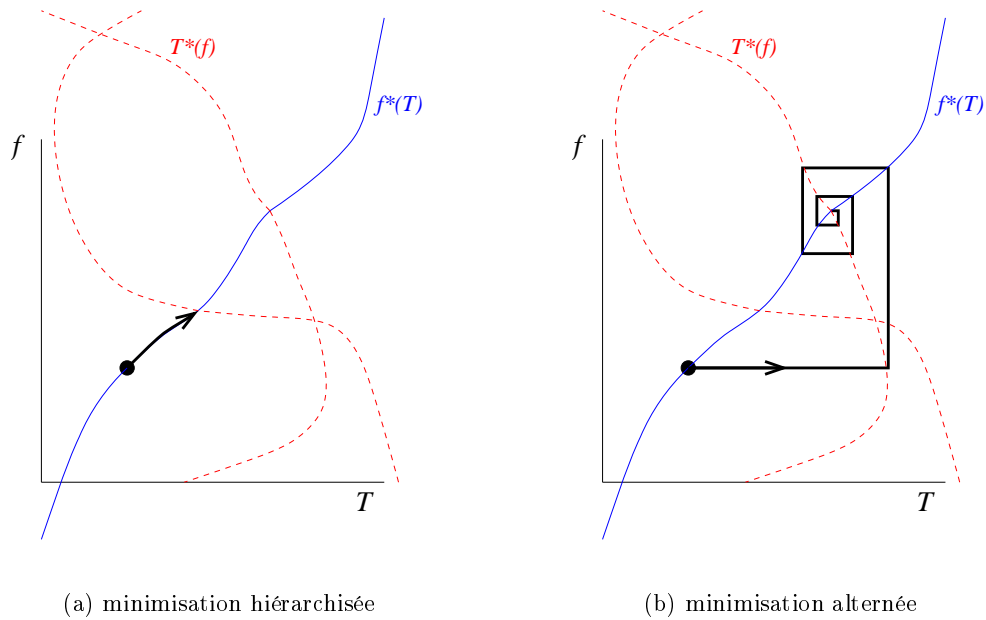 T*(f)
f*(T)
f
T
(a) minimisation hiérarchisée
T*(f)
f*(T)
f
T
(b) minimisation alternée